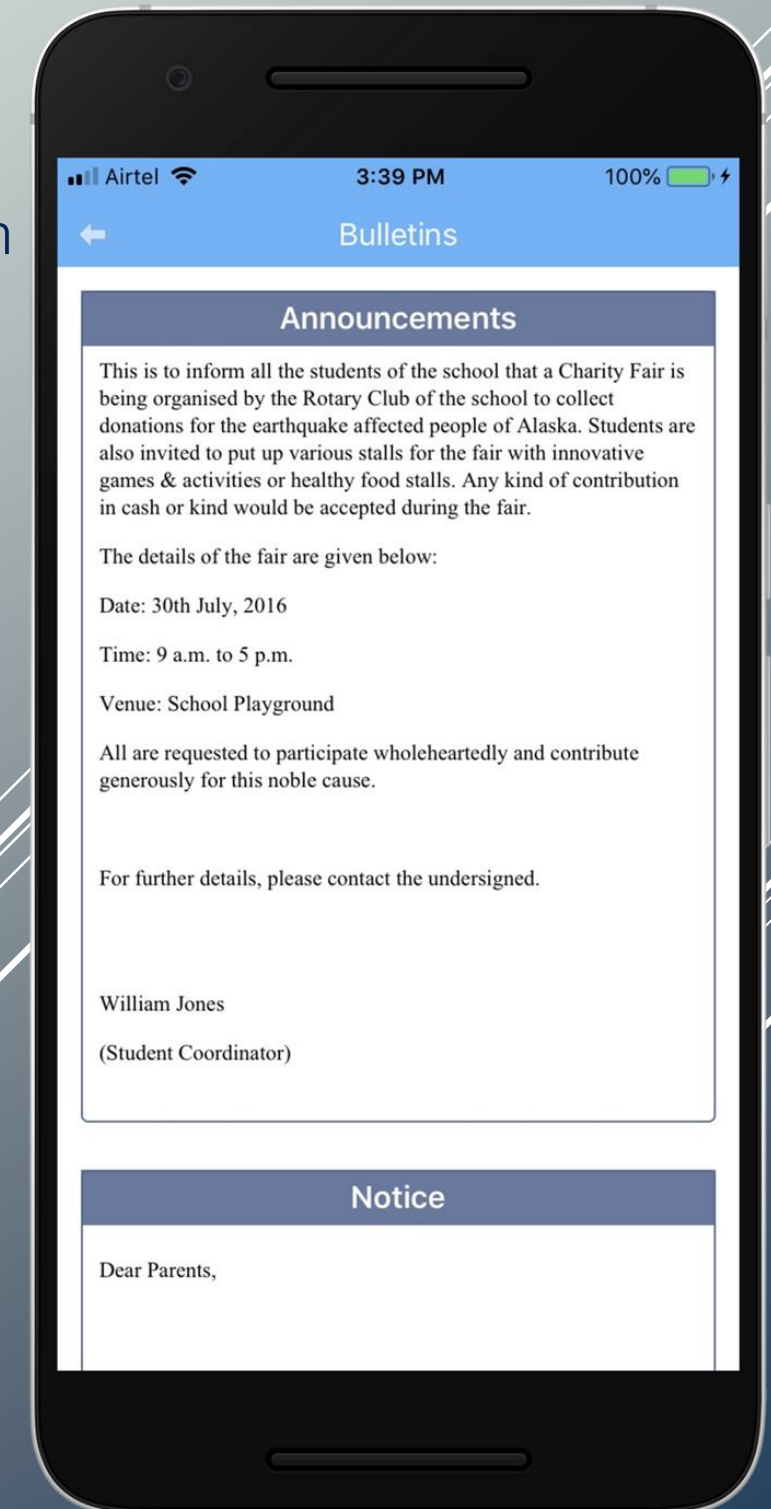 n
Airtel 3:39 PM 100%
Bulletins
Announcements
This is to inform all the students of the school that a Charity Fair is
being organised by the Rotary Club of the school to collect
donations for the earthquake affected people of Alaska. Students are
also invited to put up various stalls for the fair with innovative
games & activities or healthy food stalls. Any kind of contribution
in cash or kind would be accepted during the fair.
The details of the fair are given below:
Date: 30th July, 2016
Time: 9 a.m. to 5 p.m.
Venue: School Playground
All are requested to participate wholeheartedly and contribute
generously for this noble cause.
For further details, please contact the undersigned.
William Jones
(Student Coordinator)
Notice
Dear Parents,